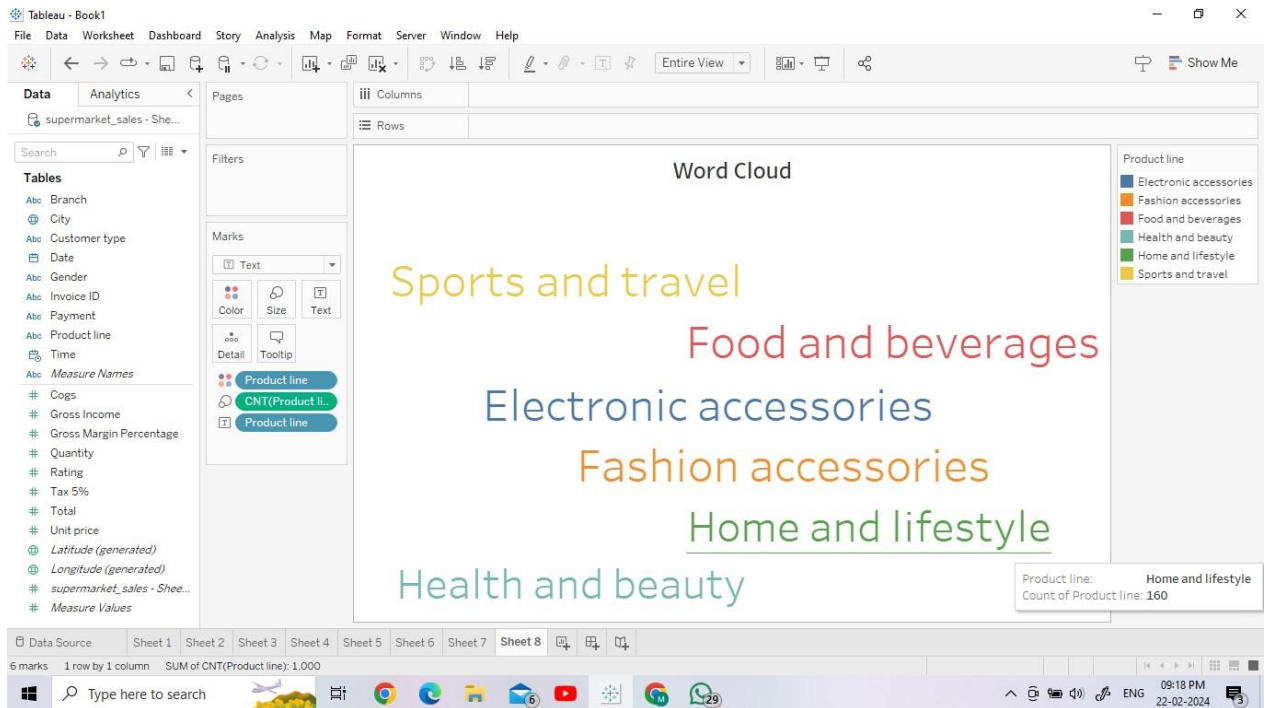 Tableau - Book1
File Data Worksheet Dashboard Story Analysis Map Format Server Window Help
Entire View
Show Me
Data Analytics
supermarket_sales - She...
Search
Tables
Abc Branch
City
Abc Customer type
Date
Abc Gender
Abc Invoice ID
Abc Payment
Abc Product line
Time
Abc Measure Names
# Cogs
# Gross Income
# Gross Margin Percentage
# Quantity
# Rating
# Tax 5%
# Total
# Unit price
Latitude (generated)
Longitude (generated)
# supermarket_sales - Shee...
# Measure Values
Pages
Filters
Marks
T Text
Color Size Text
Detail Tooltip
Product line
CNT(Product li..
T Product line
iii Columns
Rows
Word Cloud
Sports and travel
Food and beverages
Electronic accessories
Fashion accessories
Home and lifestyle
Health and beauty
Product line: Home and lifestyle
Count of Product line: 160
Product line
Electronic accessories
Fashion accessories
Food and beverages
Health and beauty
Home and lifestyle
Sports and travel
Data Source Sheet 1 Sheet 2 Sheet 3 Sheet 4 Sheet 5 Sheet 6 Sheet 7 Sheet 8
6 marks 1 row by 1 column SUM of CNT(Product line): 1,000
Type here to search
6
29
ENG
09:18 PM
22-02-2024
3